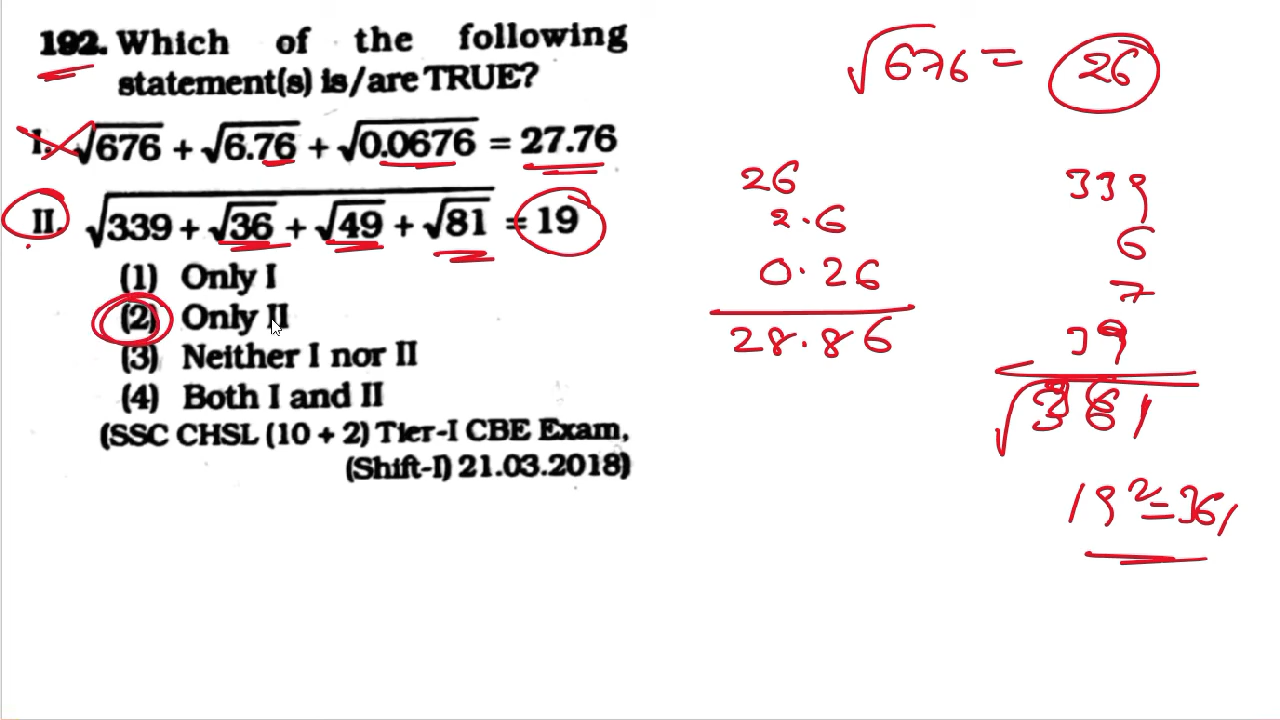 192. Which of the following
statement(s) is/are TRUE?
I. √676 + √6.76 + √0.0676 = 27.76
II. √(339 + √36 + √49 + √81) = 19
(1) Only I
(2) Only II
(3) Neither I nor II
(4) Both I and II
(SSC CHSL (10 + 2) Tier-I CBE Exam,
(Shift-I) 21.03.2018)
√676 = 26
26
2.6
0.26
28.86
339
6
7
9
√361
19² = 361